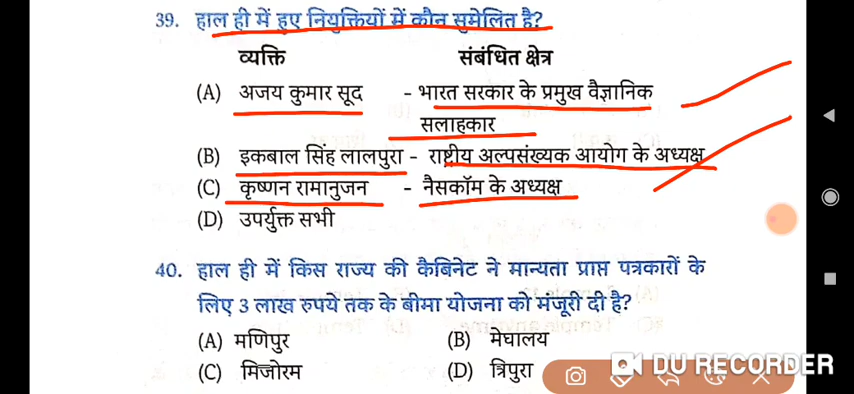 39. हाल ही में हुए नियुक्तियों में कौन सुमेलित है?
व्यक्ति संबंधित क्षेत्र
(A) अजय कुमार सूद - भारत सरकार के प्रमुख वैज्ञानिक
सलाहकार
(B) इकबाल सिंह लालपुरा - राष्ट्रीय अल्पसंख्यक आयोग के अध्यक्ष
(C) कृष्णन रामानुजन - नैसकॉम के अध्यक्ष
(D) उपर्युक्त सभी
40. हाल ही में किस राज्य की कैबिनेट ने मान्यता प्राप्त पत्रकारों के
लिए 3 लाख रुपये तक के बीमा योजना को मंजूरी दी है?
(A) मणिपुर (B) मेघालय
(C) मिजोरम (D) त्रिपुरा
DU RECORDER